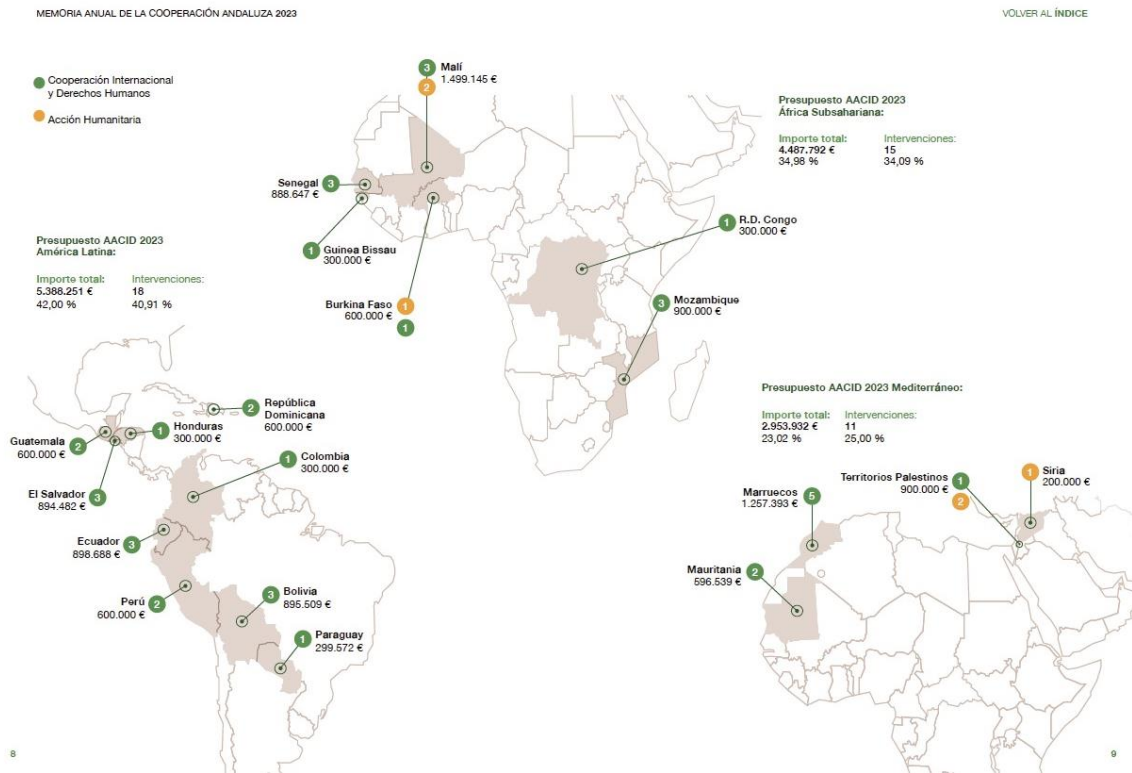 MEMORIA ANUAL DE LA COOPERACIÓN ANDALUZA 2023
VOLVER AL ÍNDICE
Cooperación Internacional
y Derechos Humanos
Acción Humanitaria
3 Malí
2 1.499.145 €
Senegal 3
888.647 €
1 Guinea Bissau
300.000 €
Burkina Faso 1
600.000 € 1
1 R.D. Congo
300.000 €
3 Mozambique
900.000 €
Presupuesto AACID 2023
África Subsahariana:
Importe total: Intervenciones:
4.487.792 € 15
34,98 % 34,09 %
Presupuesto AACID 2023
América Latina:
Importe total: Intervenciones:
5.388.251 € 18
42,00 % 40,91 %
2 República
Dominicana
600.000 €
1 Honduras
300.000 €
Guatemala 2
600.000 €
1 Colombia
300.000 €
El Salvador 3
894.482 €
Ecuador 3
898.688 €
Perú 2
600.000 €
3 Bolivia
895.509 €
1 Paraguay
299.572 €
Presupuesto AACID 2023 Mediterráneo:
Importe total: Intervenciones:
2.953.932 € 11
23,02 % 25,00 %
Territorios Palestinos 1
900.000 € 2
1 Siria
200.000 €
Marruecos 5
1.257.393 €
Mauritania 2
596.539 €
8
9